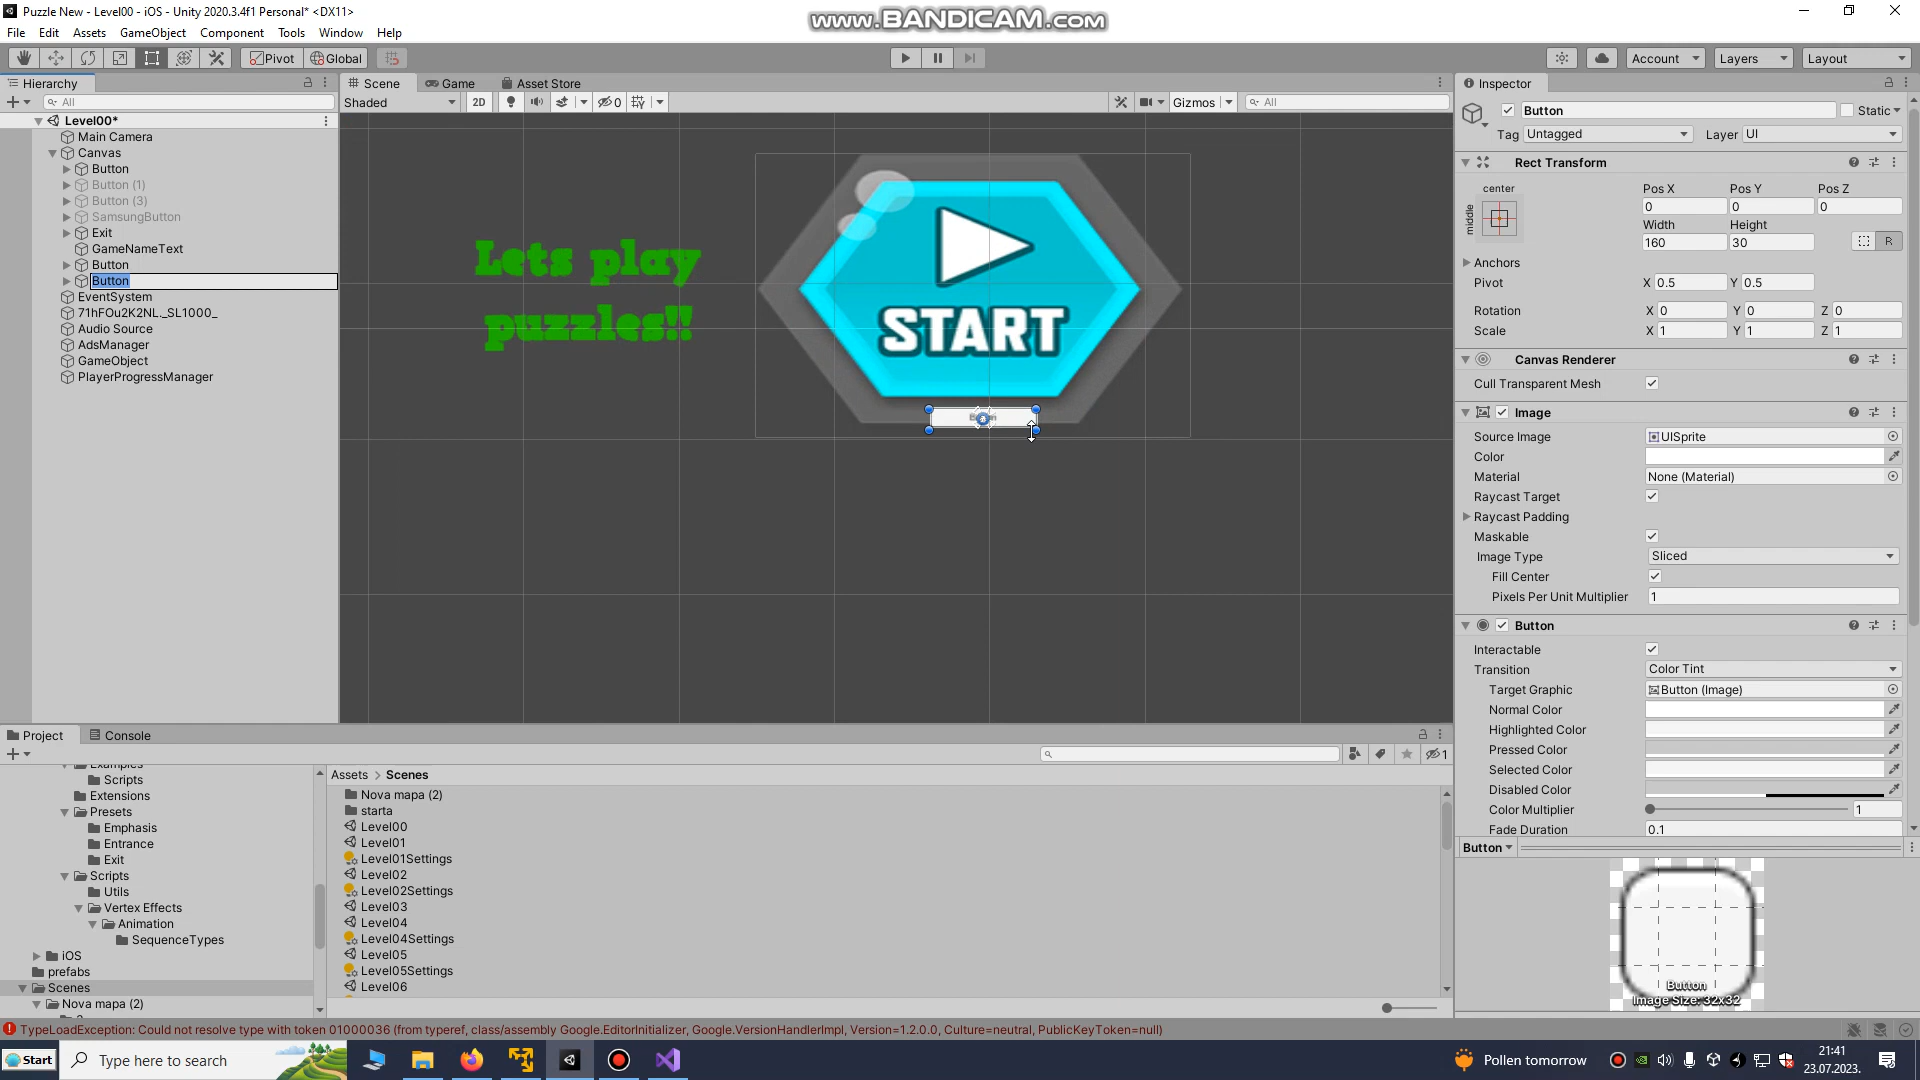 Puzzle New - Level00 - iOS - Unity 2020.3.4f1 Personal* <DX11>
www.BANDICAM.com
File Edit Assets GameObject Component Tools Window Help
Pivot Global Account Layers Layout
Hierarchy
All
Level00*
Main Camera
Canvas
Button
Button (1)
Button (3)
SamsungButton
Exit
GameNameText
Button
Button
EventSystem
71hFOu2K2NL._SL1000_
Audio Source
AdsManager
GameObject
PlayerProgressManager
Scene Game Asset Store
Shaded 2D 0 Gizmos All
Lets play
puzzles!!
START
Inspector
Button Static
Tag Untagged Layer UI
Rect Transform
center
middle
Pos X Pos Y Pos Z
0 0 0
Width Height
160 30 R
Anchors
Pivot X 0.5 Y 0.5
Rotation X 0 Y 0 Z 0
Scale X 1 Y 1 Z 1
Canvas Renderer
Cull Transparent Mesh
Image
Source Image UISprite
Color
Material None (Material)
Raycast Target
Raycast Padding
Maskable
Image Type Sliced
Fill Center
Pixels Per Unit Multiplier 1
Button
Interactable
Transition Color Tint
Target Graphic Button (Image)
Normal Color
Highlighted Color
Pressed Color
Selected Color
Disabled Color
Color Multiplier 1
Fade Duration 0.1
Button
Button
Image Size: 32x32
Project Console
1
Examples
Scripts
Extensions
Presets
Emphasis
Entrance
Exit
Scripts
Utils
Vertex Effects
Animation
SequenceTypes
iOS
prefabs
Scenes
Nova mapa (2)
Assets > Scenes
Nova mapa (2)
starta
Level00
Level01
Level01Settings
Level02
Level02Settings
Level03
Level04
Level04Settings
Level05
Level05Settings
Level06
TypeLoadException: Could not resolve type with token 01000036 (from typeref, class/assembly Google.EditorInitializer, Google.VersionHandlerImpl, Version=1.2.0.0, Culture=neutral, PublicKeyToken=null)
Start Type here to search Pollen tomorrow 21:41
23.07.2023.